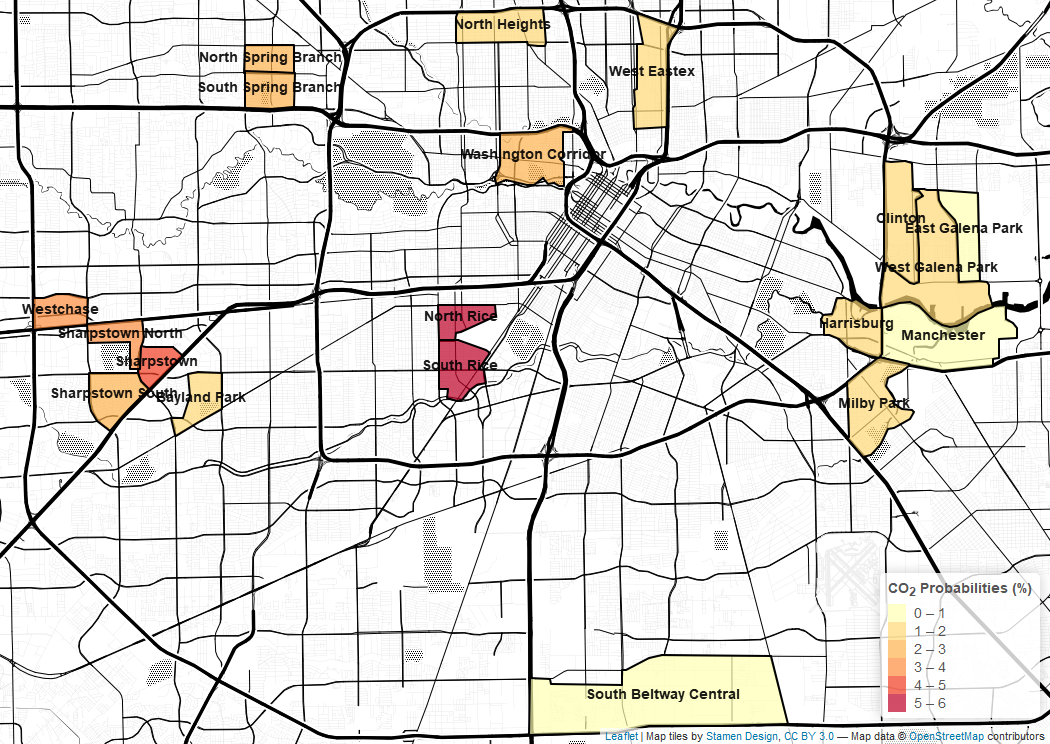 North Heights
North Spring Branch
West Eastex
South Spring Branch
Washington Corridor
Clinton
East Galena Park
West Galena Park
Westchase
North Rice
Harrisburg
Sharpstown North
Manchester
Sharpstown
South Rice
Sharpstown South
Bayland Park
Milby Park
CO2 Probabilities (%)
0 – 1
1 – 2
2 – 3
3 – 4
4 – 5
5 – 6
South Beltway Central
Leaflet | Map tiles by Stamen Design, CC BY 3.0 — Map data © OpenStreetMap contributors